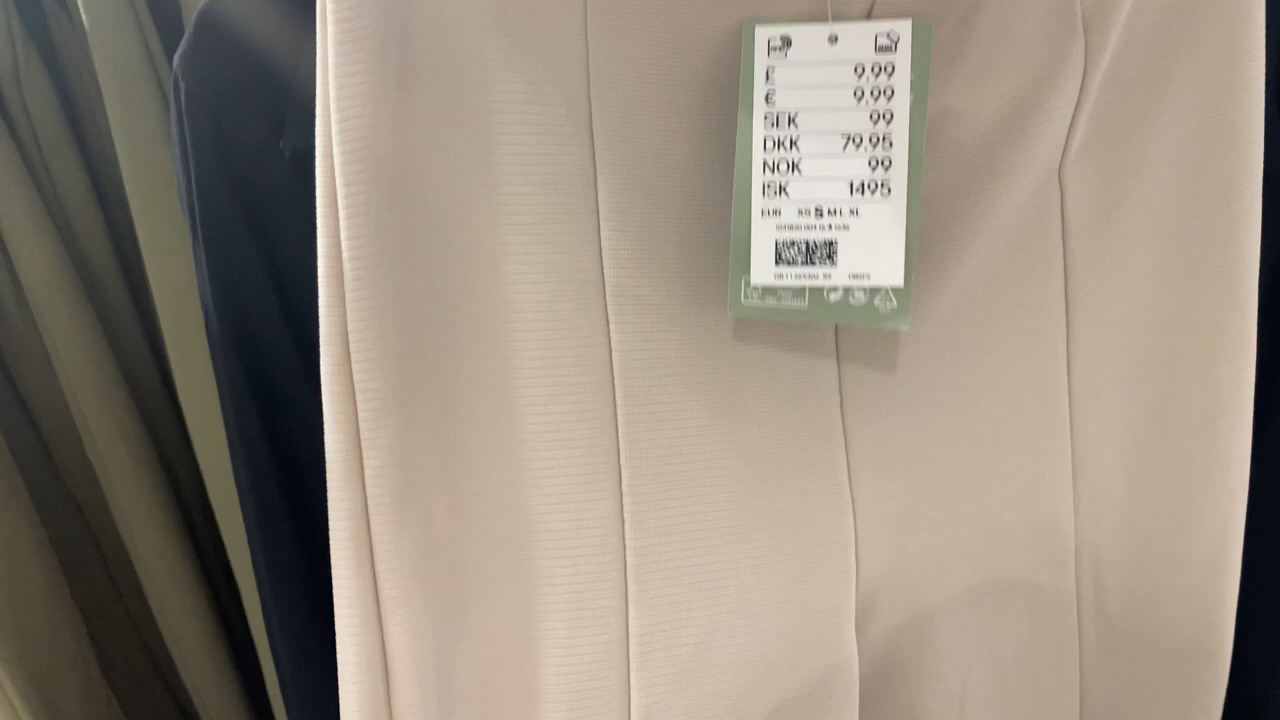 £ 9.99
€ 9.99
SEK 99
DKK 79.95
NOK 99
ISK 1495
EUR XS S M L XL